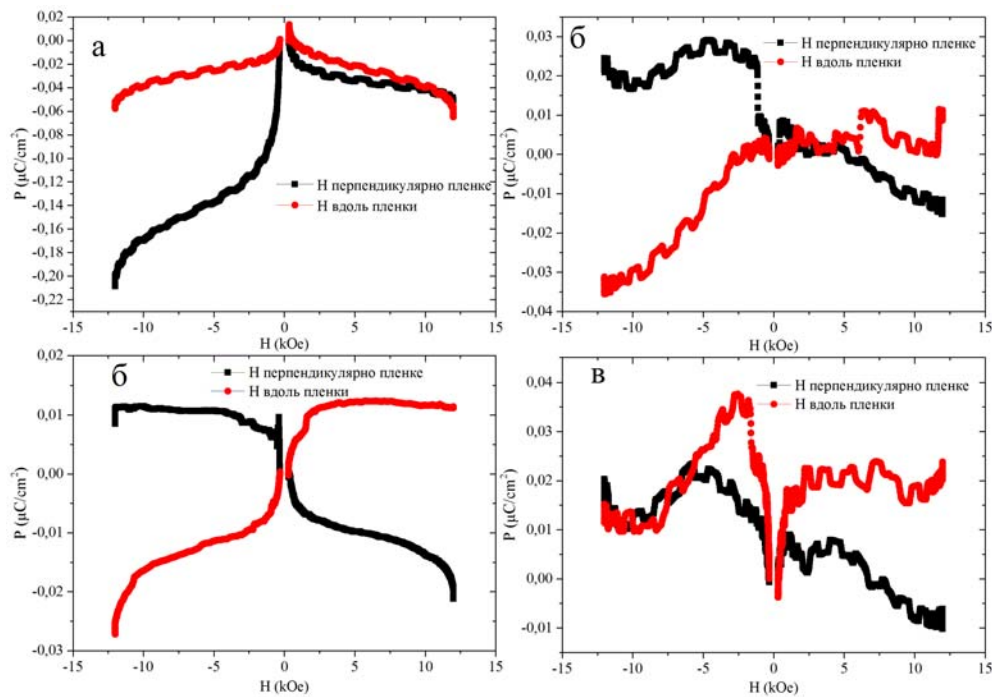 а
P (μC/cm²)
0,02
0,00
-0,02
-0,04
-0,06
-0,08
-0,10
-0,12
-0,14
-0,16
-0,18
-0,20
-0,22
H перпендикулярно пленке
H вдоль пленки
-15 -10 -5 0 5 10 15
H (kOe)
б
P (μC/cm²)
0,03
0,02
0,01
0,00
-0,01
-0,02
-0,03
-0,04
H перпендикулярно пленке
H вдоль пленки
-15 -10 -5 0 5 10 15
H (kOe)
б
P (μC/cm²)
0,02
0,01
0,00
-0,01
-0,02
-0,03
H перпендикулярно пленке
H вдоль пленки
-15 -10 -5 0 5 10 15
H (kOe)
в
P (μC/cm²)
0,04
0,03
0,02
0,01
0,00
-0,01
H перпендикулярно пленке
H вдоль пленки
-15 -10 -5 0 5 10 15
H (kOe)